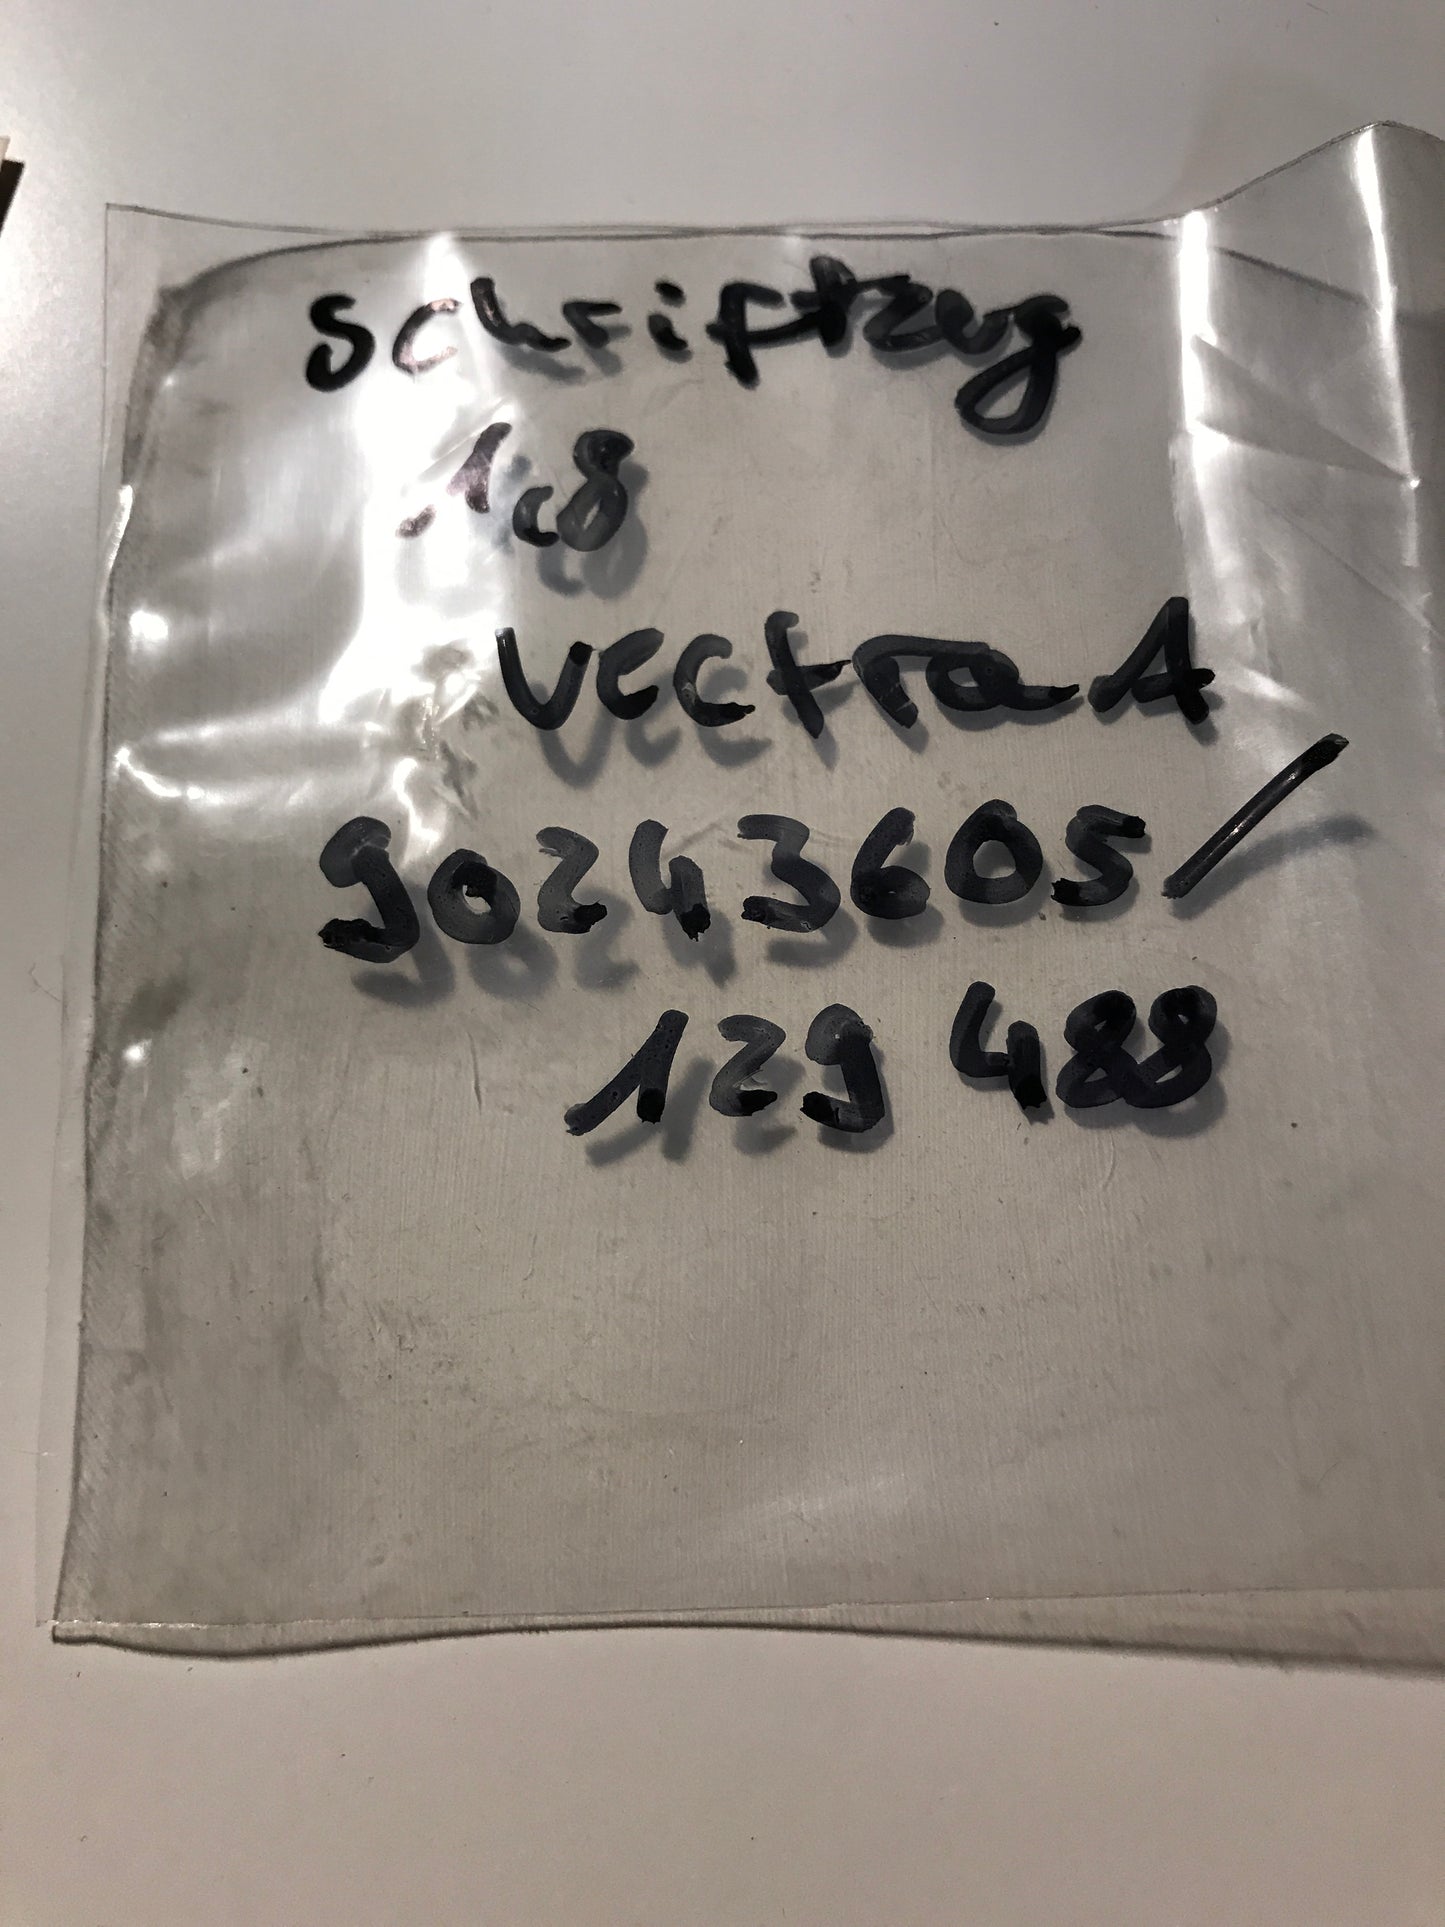 Schriftzug
1,8
Vectra A
90243605/
129 488